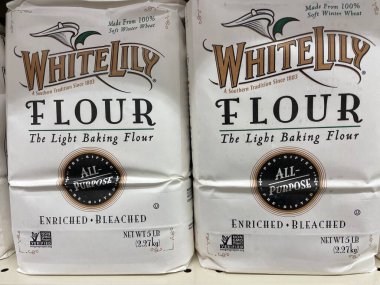 Made From 100%
Soft Winter Wheat
WHITE LILY®
A Southern Tradition Since 1883
FLOUR
The Light Baking Flour
ALL-
PURPOSE
ENRICHED • BLEACHED
NET WT 5 LB
(2.27kg)
Made From 100%
Soft Winter Wheat
WHITE LILY®
A Southern Tradition Since 1883
FLOUR
The Light Baking Flour
ALL-
PURPOSE
ENRICHED • BLEACHED
NET WT 5 LB
(2.27kg)